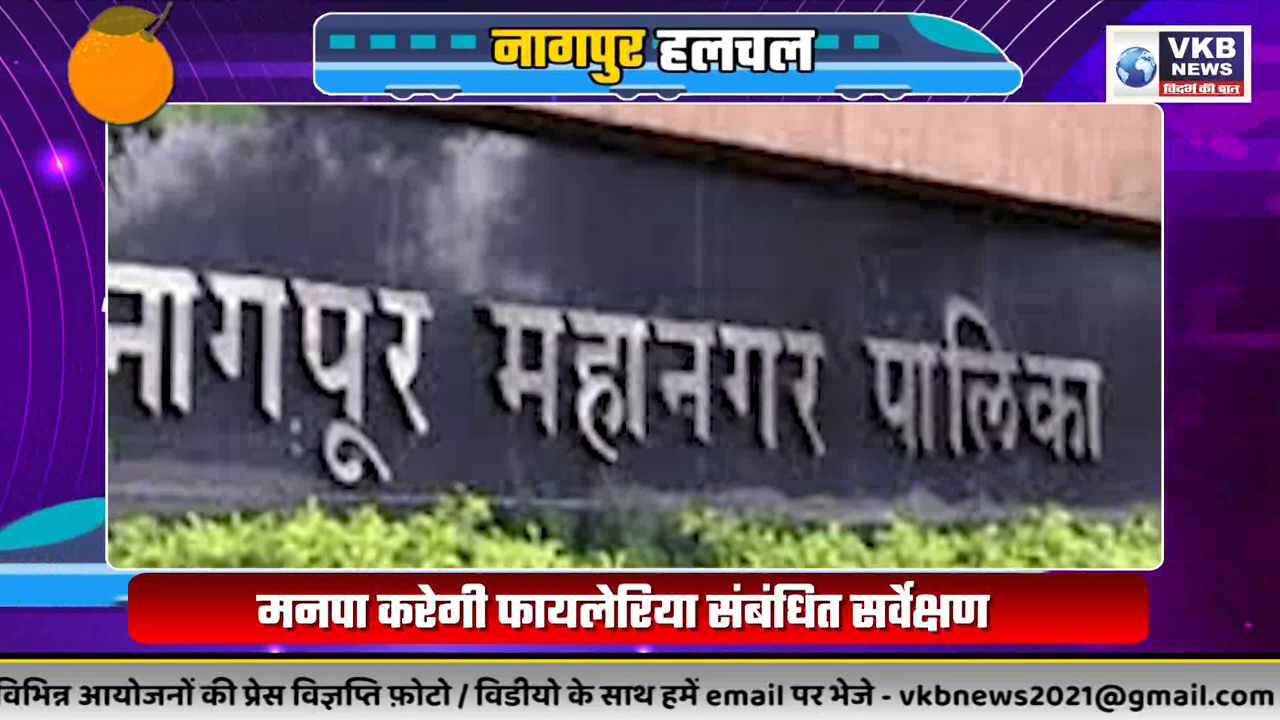 नागपुर हलचल
VKB
NEWS
विदर्भ की शान
नागपूर महानगर पालिका
मनपा करेगी फायलेरिया संबंधित सर्वेक्षण
विभिन्न आयोजनों की प्रेस विज्ञप्ति फ़ोटो / विडीयो के साथ हमें email पर भेजे - vkbnews2021@gmail.com